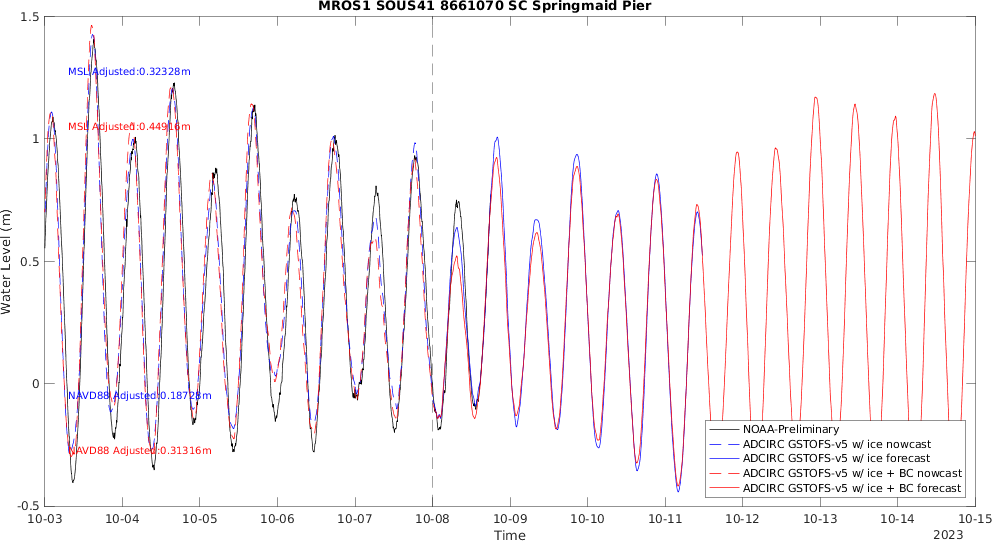 MROS1 SOUS41 8661070 SC Springmaid Pier
1.5
MSL Adjusted:0.32328m
MSL Adjusted:0.44916m
1
Water Level (m)
0.5
0
NAVD88 Adjusted:0.18728m
NAVD88 Adjusted:0.31316m
-0.5
NOAA-Preliminary
ADCIRC GSTOFS-v5 w/ ice nowcast
ADCIRC GSTOFS-v5 w/ ice forecast
ADCIRC GSTOFS-v5 w/ ice + BC nowcast
ADCIRC GSTOFS-v5 w/ ice + BC forecast
10-03 10-04 10-05 10-06 10-07 10-08 10-09 10-10 10-11 10-12 10-13 10-14 10-15
Time
2023